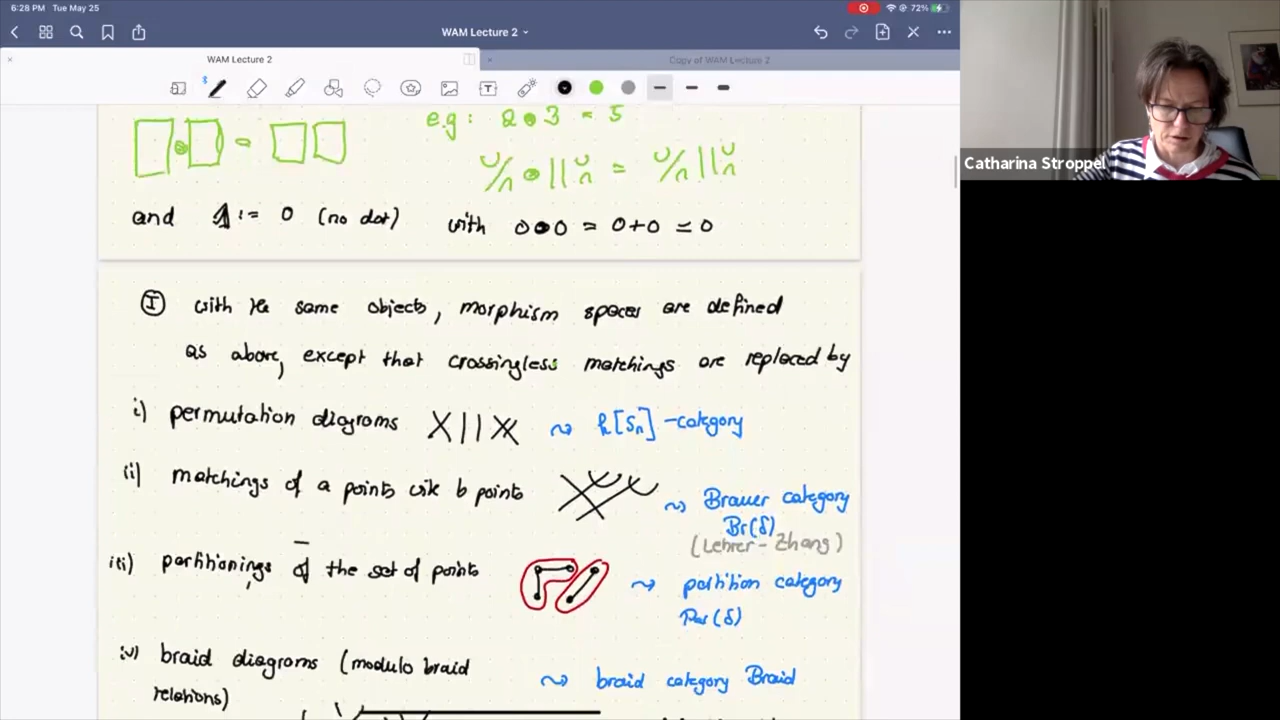 6:28 PM Tue May 25
72%
WAM Lecture 2
WAM Lecture 2
Copy of WAM Lecture 2
Catharina Stroppel
e.g: 2 • 3 = 5
and 1 := 0 (no dot) with 0 • 0 = 0+0 = 0
I with the same objects, morphism spaces are defined
as above, except that crossingless matchings are replaced by
i) permutation diagrams ⇝ k[Sn]-category
ii) matchings of a points with b points ⇝ Brauer category
Br(δ)
(Lehrer - Zhang)
iii) partitionings of the set of points ⇝ partition category
Par(δ)
iv) braid diagrams (modulo braid
relations) ⇝ braid category Braid